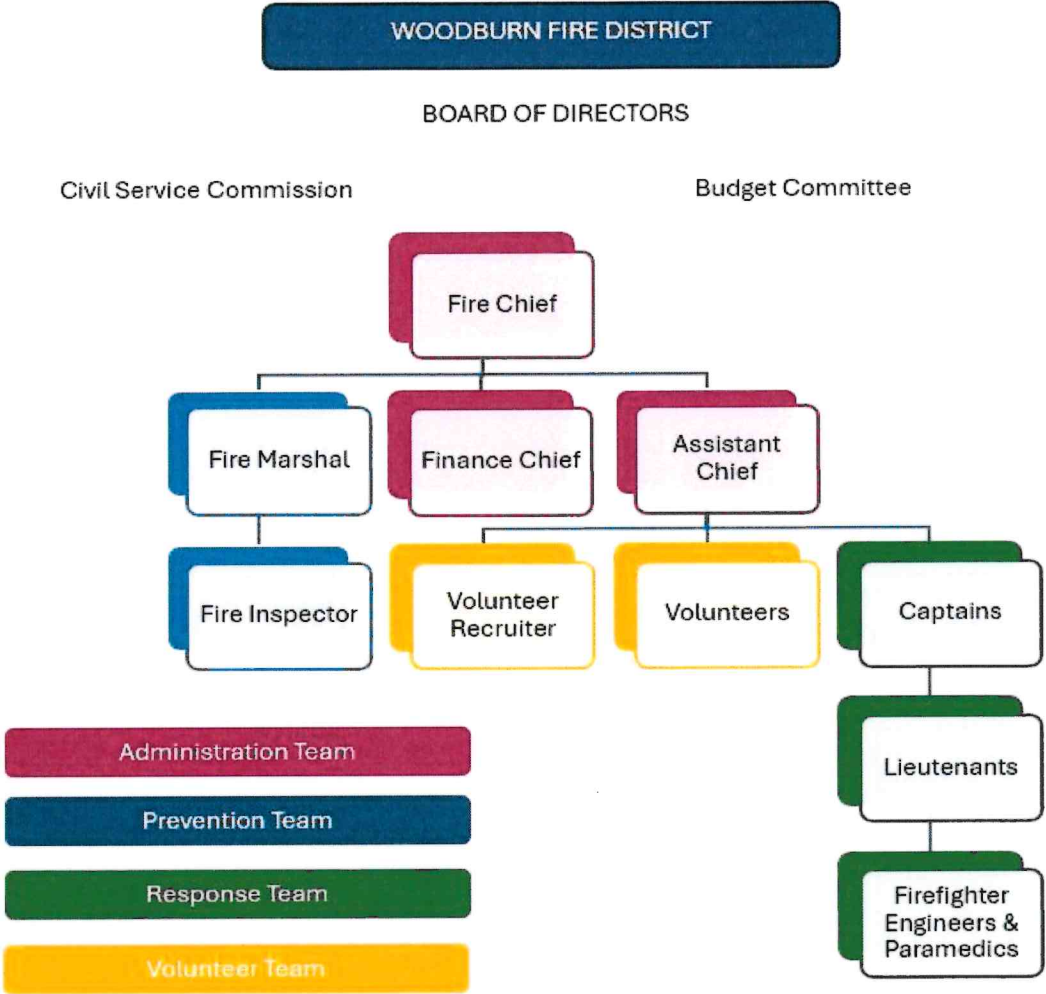 WOODBURN FIRE DISTRICT
BOARD OF DIRECTORS
Civil Service Commission
Budget Committee
Fire Chief
Fire Marshal
Finance Chief
Assistant
Chief
Fire Inspector
Volunteer
Recruiter
Volunteers
Captains
Lieutenants
Firefighter
Engineers &
Paramedics
Administration Team
Prevention Team
Response Team
Volunteer Team